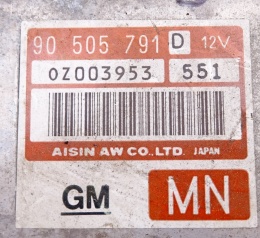 90 505 791 D 12V
0Z003953 551
AISIN AW CO.,LTD JAPAN
GM MN